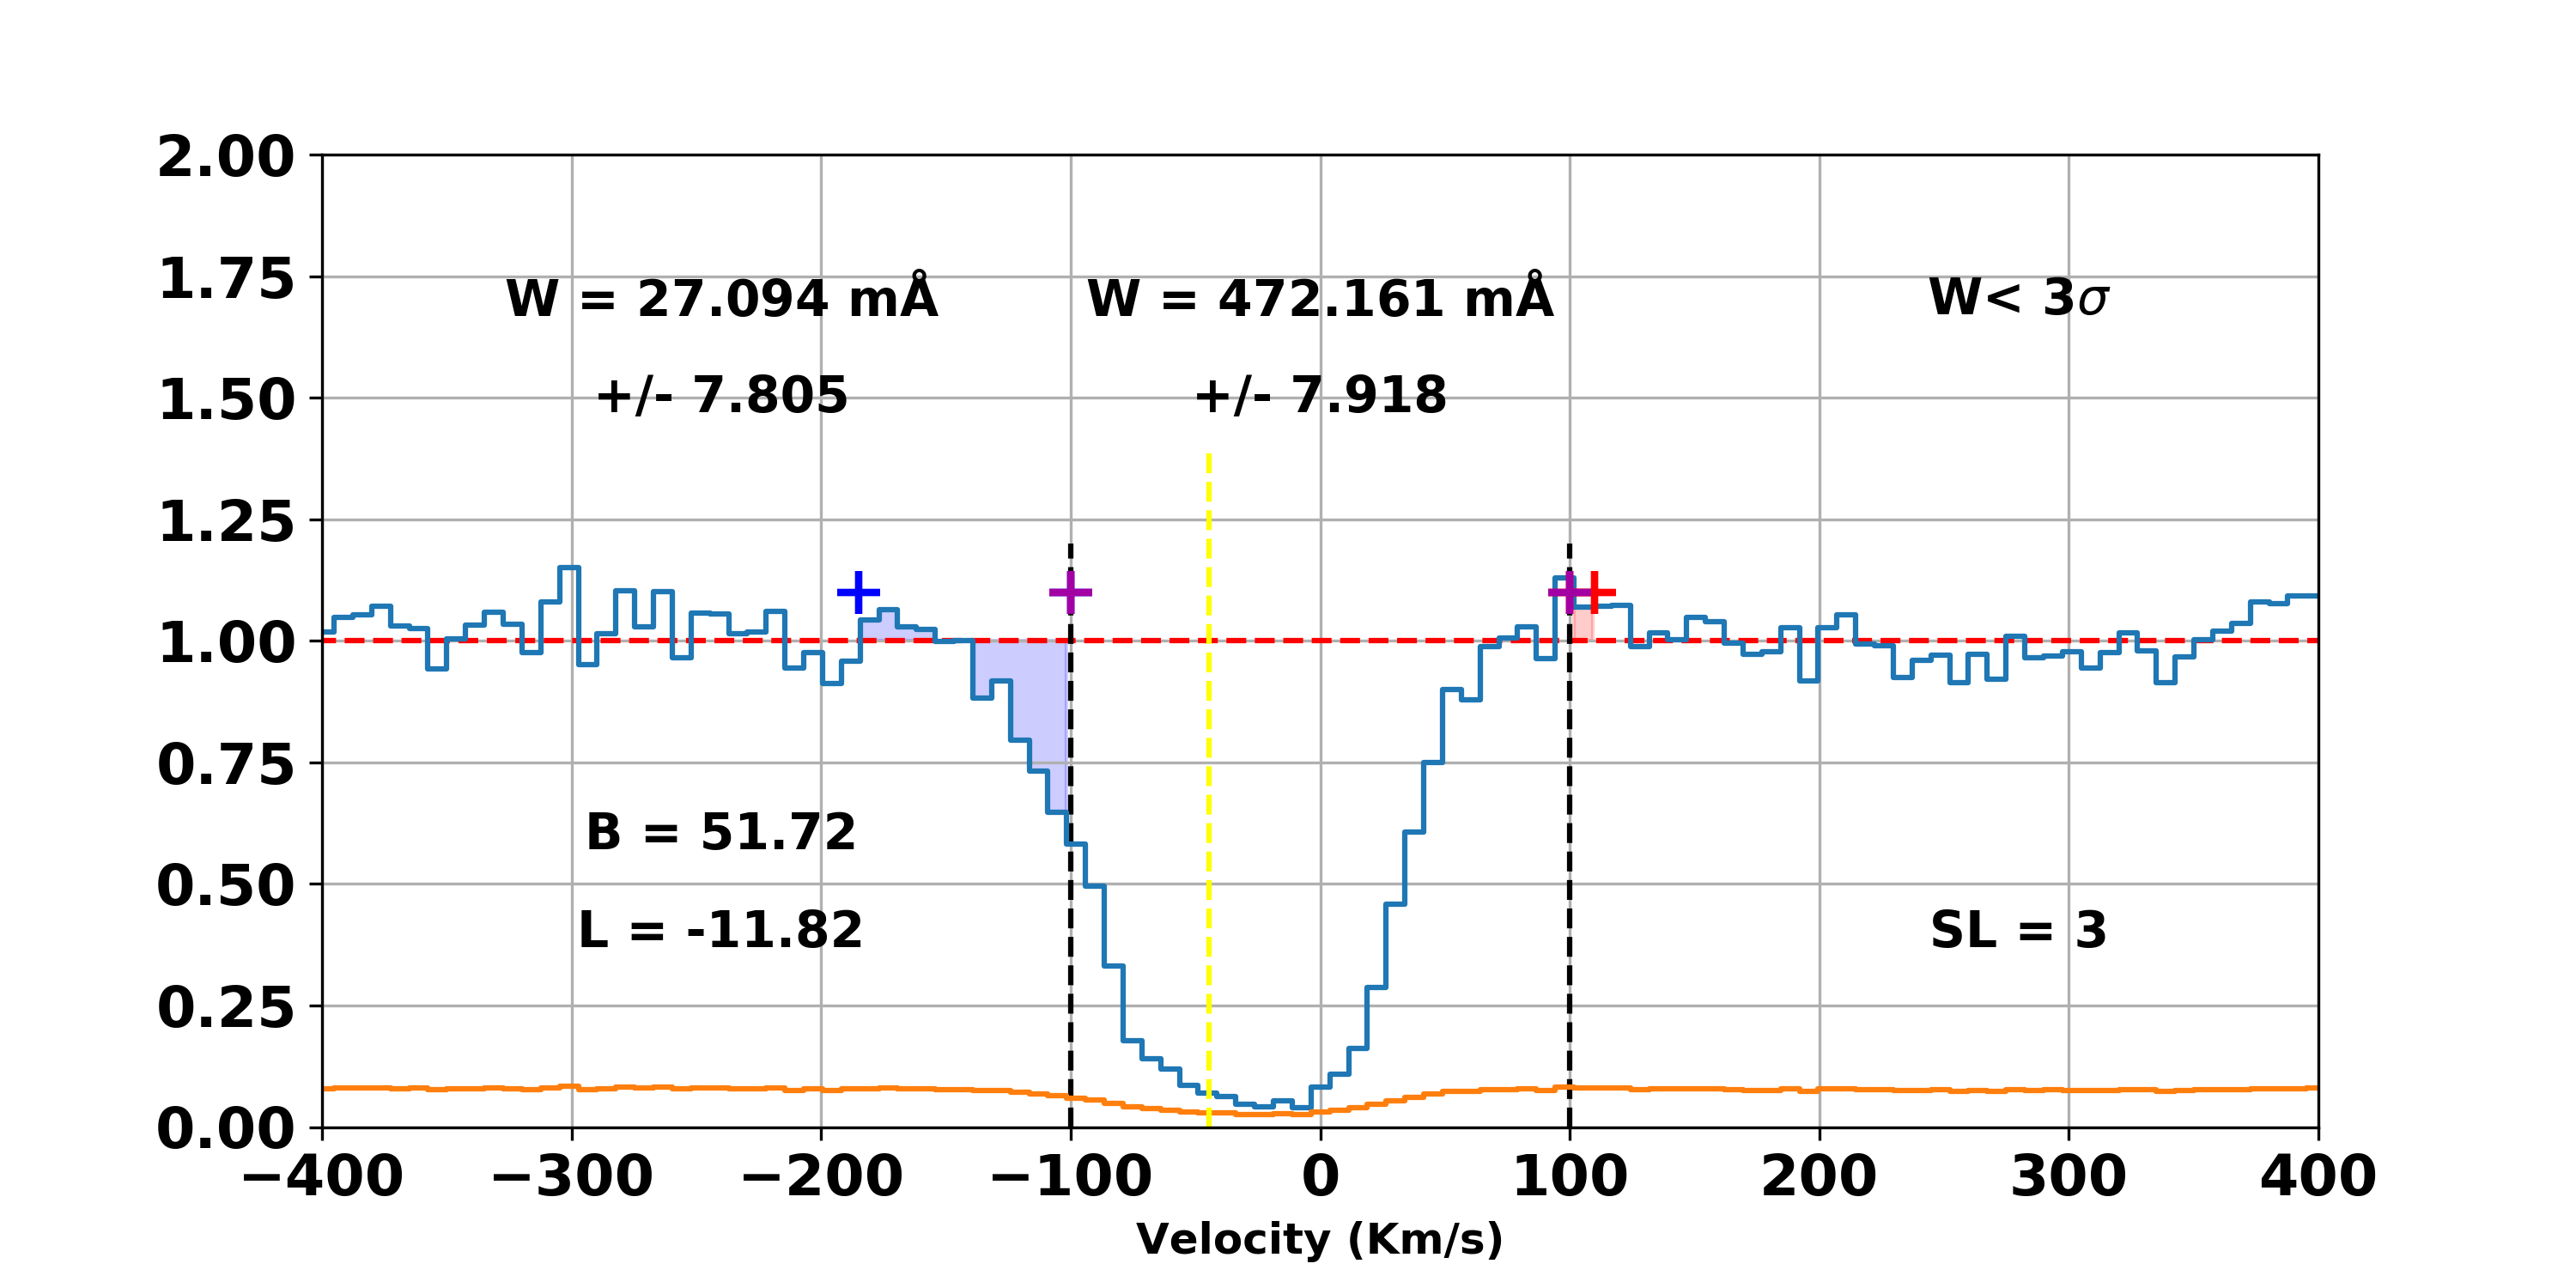 2.00
1.75
1.50
1.25
1.00
0.75
0.50
0.25
0.00
W = 27.094 mÅ
+/- 7.805
W = 472.161 mÅ
+/- 7.918
W< 3σ
B = 51.72
L = -11.82
SL = 3
−400 −300 −200 −100 0 100 200 300 400
Velocity (Km/s)